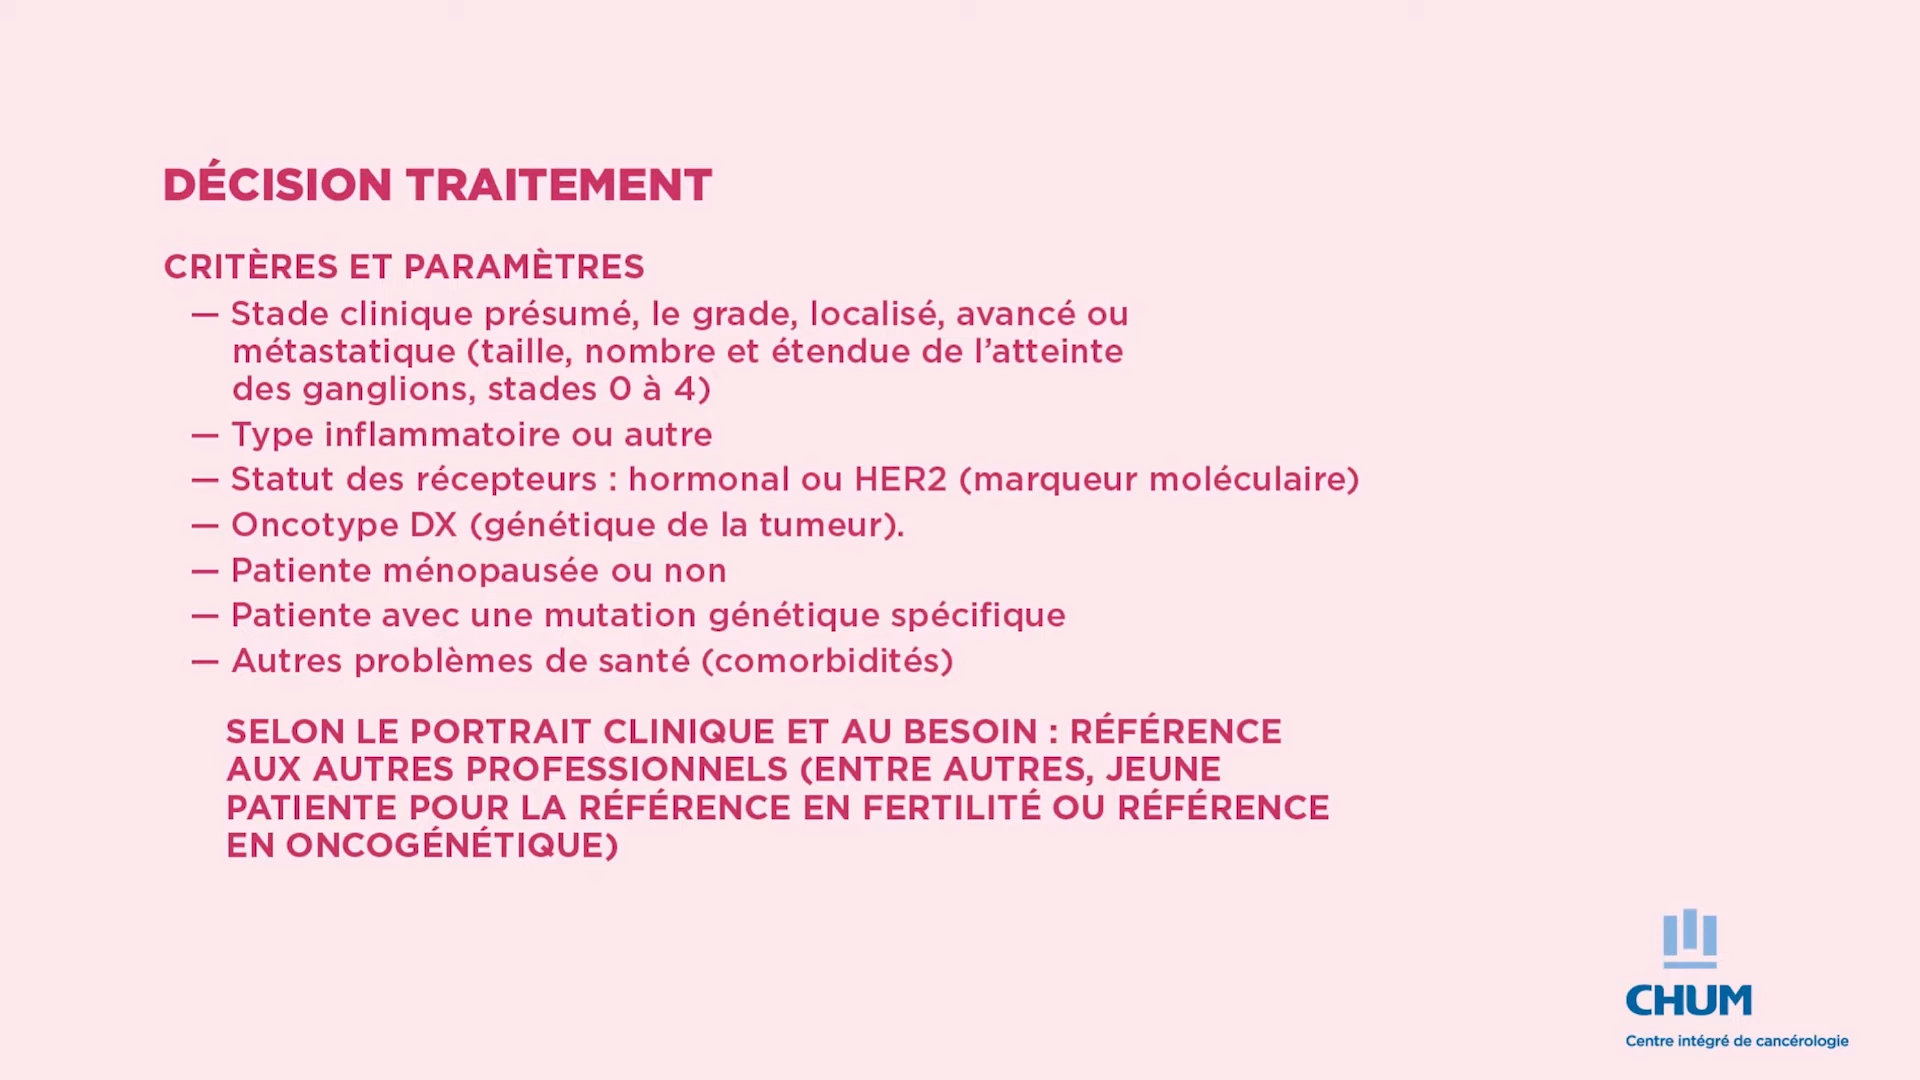 DÉCISION TRAITEMENT
CRITÈRES ET PARAMÈTRES
— Stade clinique présumé, le grade, localisé, avancé ou
métastatique (taille, nombre et étendue de l’atteinte
des ganglions, stades 0 à 4)
— Type inflammatoire ou autre
— Statut des récepteurs : hormonal ou HER2 (marqueur moléculaire)
— Oncotype DX (génétique de la tumeur).
— Patiente ménopausée ou non
— Patiente avec une mutation génétique spécifique
— Autres problèmes de santé (comorbidités)
SELON LE PORTRAIT CLINIQUE ET AU BESOIN : RÉFÉRENCE
AUX AUTRES PROFESSIONNELS (ENTRE AUTRES, JEUNE
PATIENTE POUR LA RÉFÉRENCE EN FERTILITÉ OU RÉFÉRENCE
EN ONCOGÉNÉTIQUE)
CHUM
Centre intégré de cancérologie